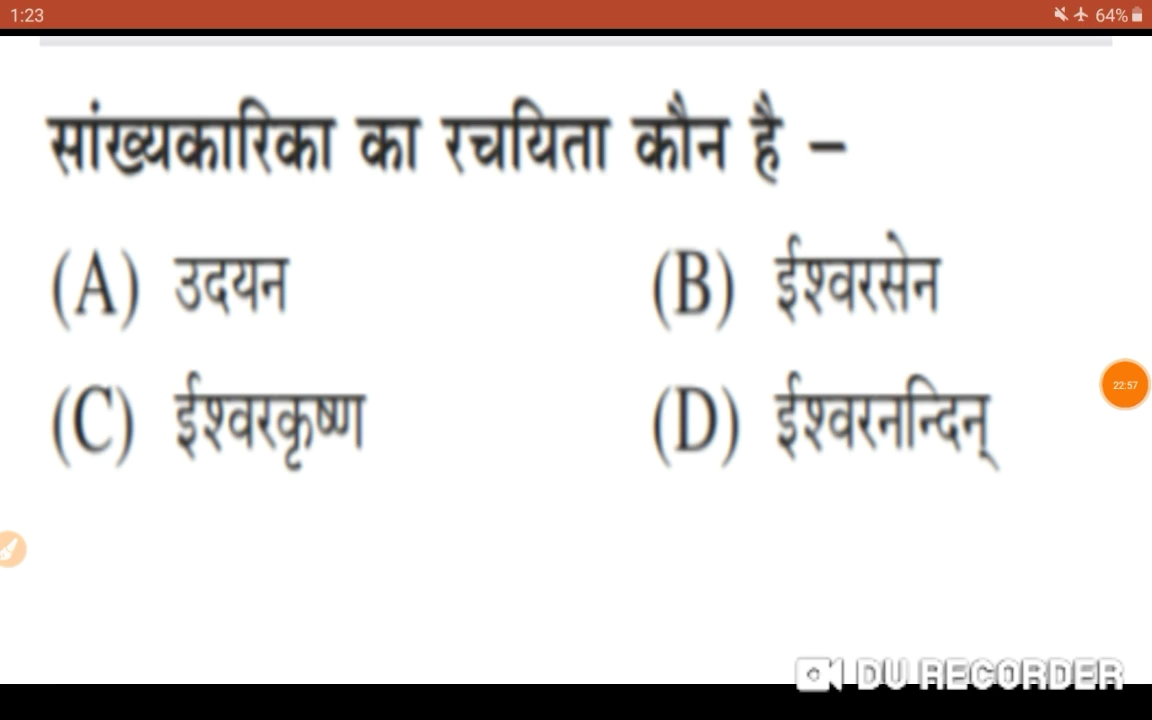 1:23 64%
सांख्यकारिका का रचयिता कौन है –
(A) उदयन (B) ईश्वरसेन
(C) ईश्वरकृष्ण (D) ईश्वरनन्दिन्
22:57
DU RECORDER